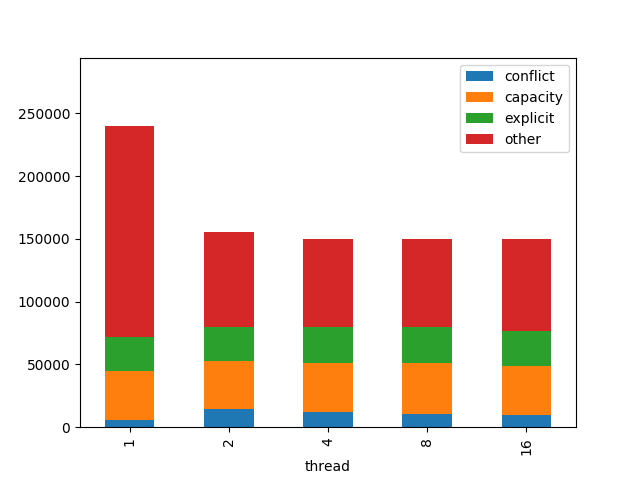 conflict
capacity
explicit
other
250000
200000
150000
100000
50000
0
1
2
4
8
16
thread